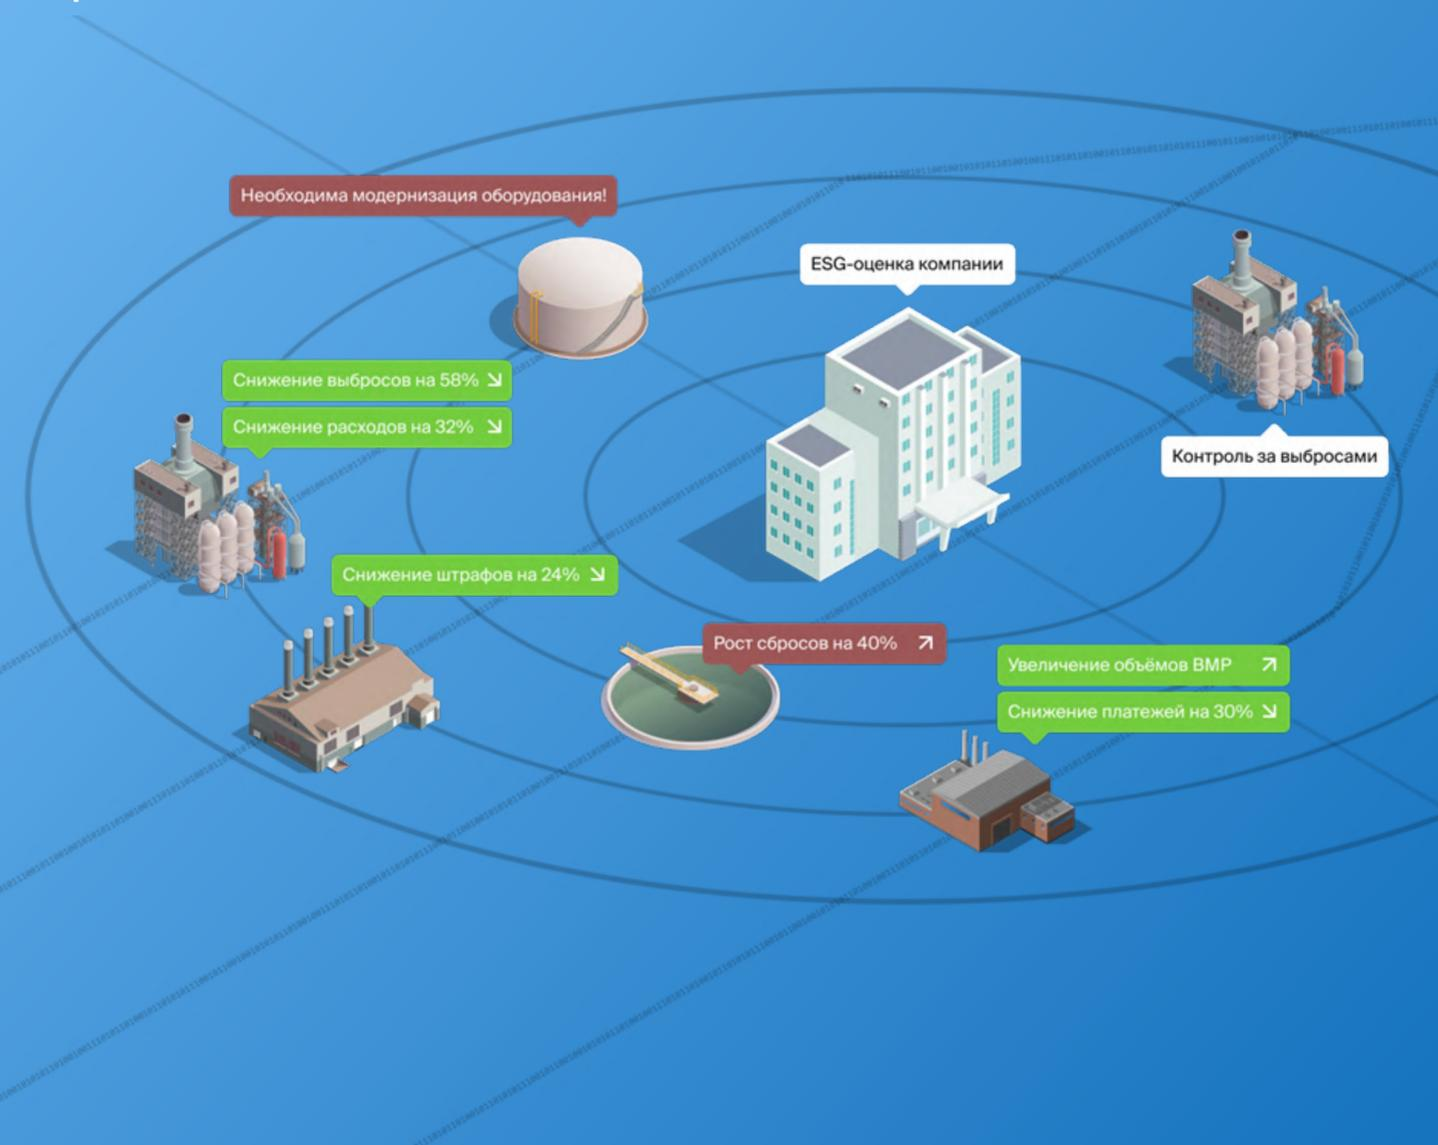 Необходима модернизация оборудования!
ESG-оценка компании
Снижение выбросов на 58%
Снижение расходов на 32%
Контроль за выбросами
Снижение штрафов на 24%
Рост сбросов на 40%
Увеличение объёмов ВМР
Снижение платежей на 30%